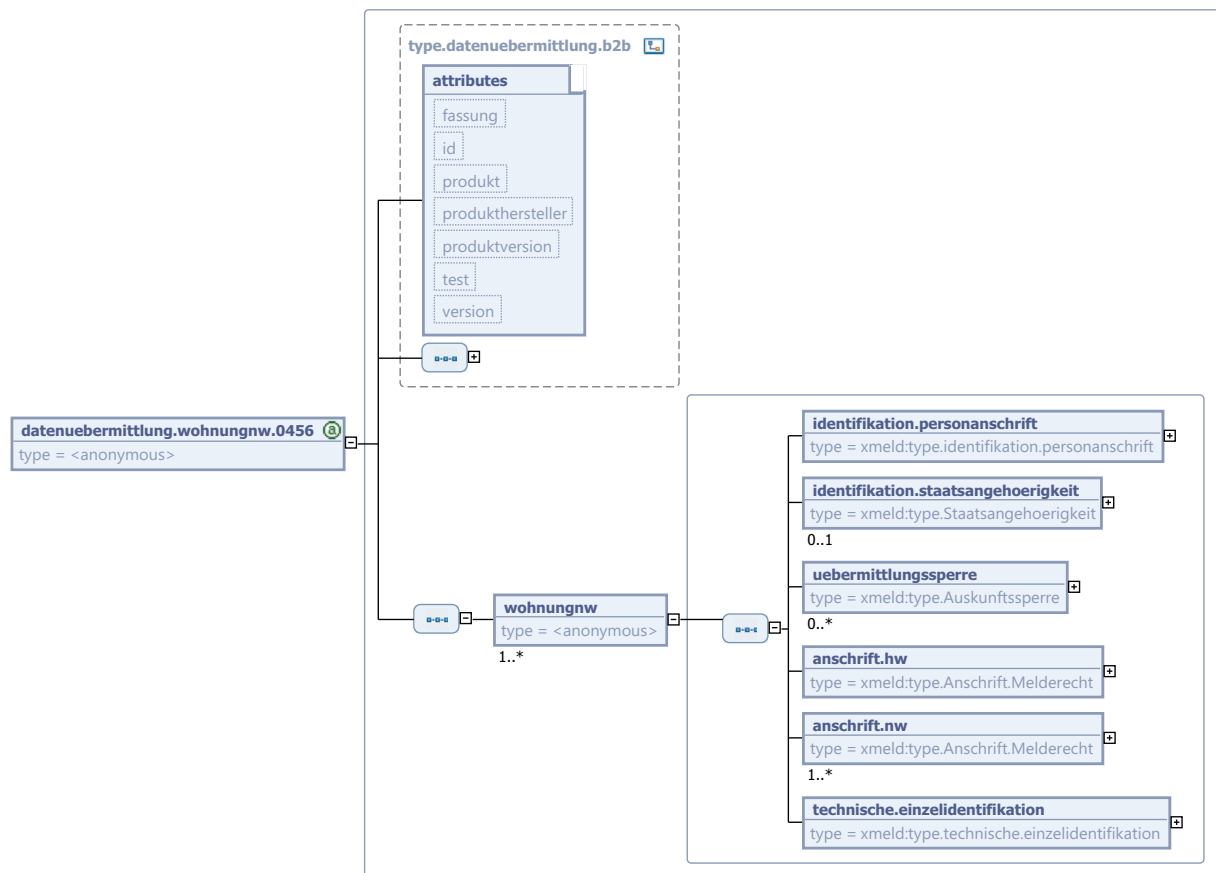 type.datenuebermittlung.b2b
attributes
fassung
id
produkt
produkthersteller
produktversion
test
version
datenuebermittlung.wohnungnw.0456 a
type = <anonymous>
wohnungnw
type = <anonymous>
1..*
identifikation.personanschrift
type = xmeld:type.identifikation.personanschrift
identifikation.staatsangehoerigkeit
type = xmeld:type.Staatsangehoerigkeit
0..1
uebermittlungssperre
type = xmeld:type.Auskunftssperre
0..*
anschrift.hw
type = xmeld:type.Anschrift.Melderecht
anschrift.nw
type = xmeld:type.Anschrift.Melderecht
1..*
technische.einzelidentifikation
type = xmeld:type.technische.einzelidentifikation